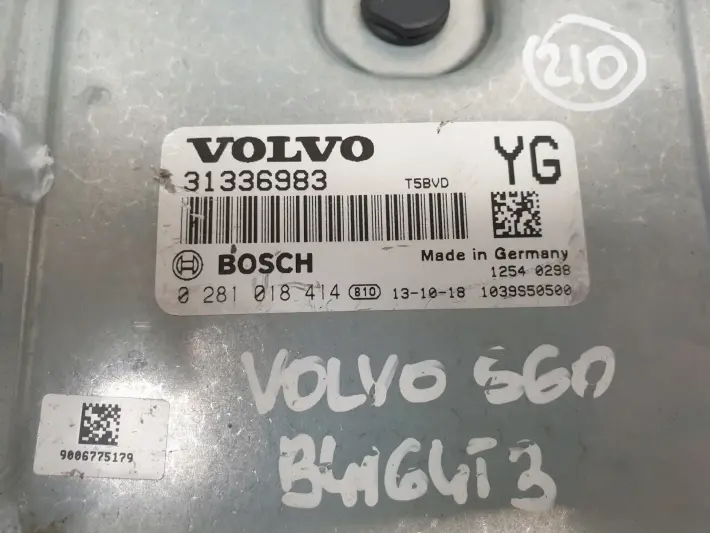 210
VOLVO
YG
31336983 T5BVD
BOSCH Made in Germany
1254 0298
0 281 018 414 810 13-10-18 1039S50500
VOLVO S60
B4164T3
9006775179